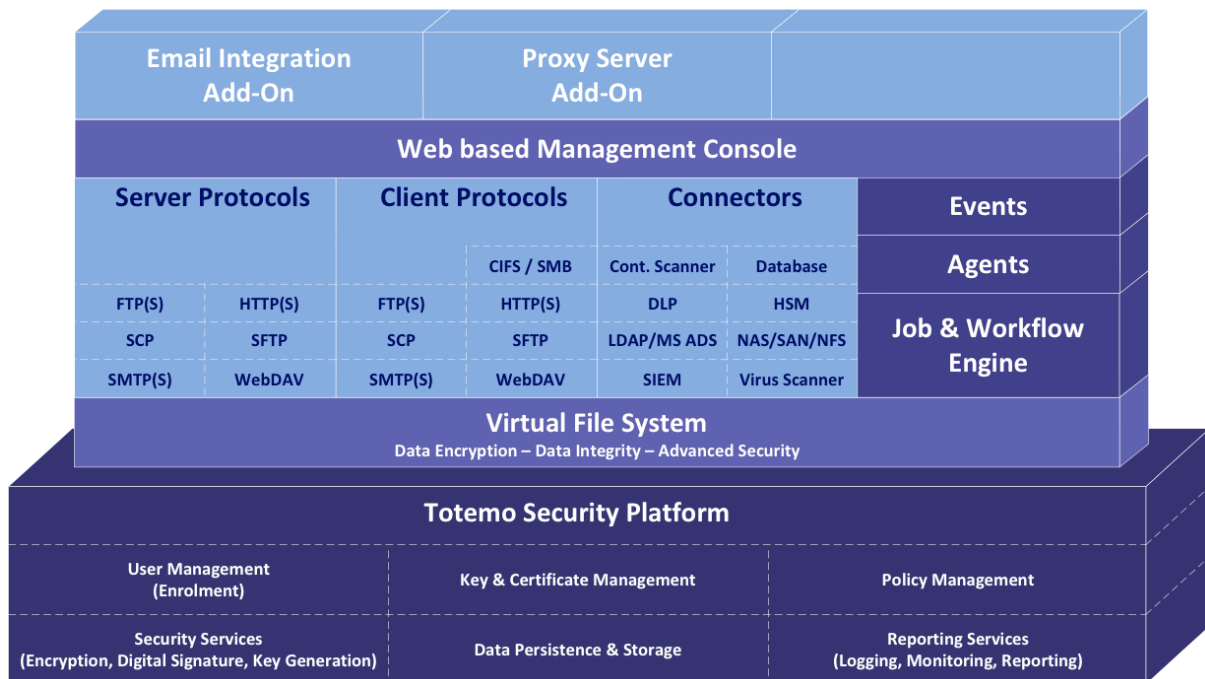 Email Integration
Add-On
Proxy Server
Add-On
Web based Management Console
Server Protocols
Client Protocols
Connectors
Events
CIFS / SMB
Cont. Scanner
Database
Agents
FTP(S)
HTTP(S)
FTP(S)
HTTP(S)
DLP
HSM
SCP
SFTP
SCP
SFTP
LDAP/MS ADS
NAS/SAN/NFS
Job & Workflow
Engine
SMTP(S)
WebDAV
SMTP(S)
WebDAV
SIEM
Virus Scanner
Virtual File System
Data Encryption – Data Integrity – Advanced Security
Totemo Security Platform
User Management
(Enrolment)
Key & Certificate Management
Policy Management
Security Services
(Encryption, Digital Signature, Key Generation)
Data Persistence & Storage
Reporting Services
(Logging, Monitoring, Reporting)